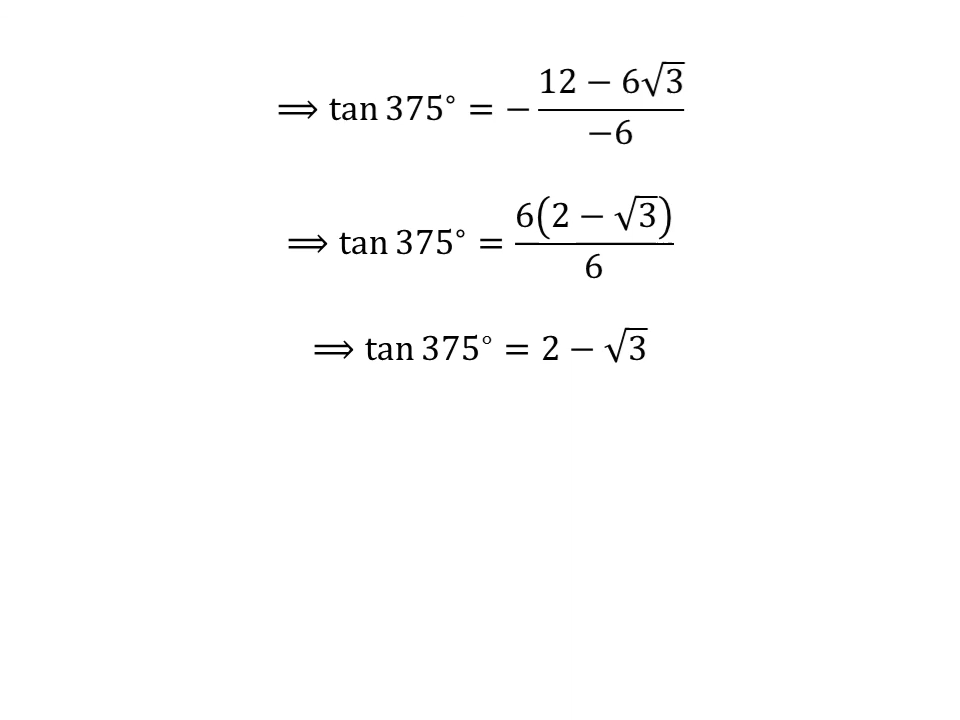 ⟹ tan 375° = − (12 − 6√3)/(−6)
⟹ tan 375° = 6(2 − √3)/6
⟹ tan 375° = 2 − √3